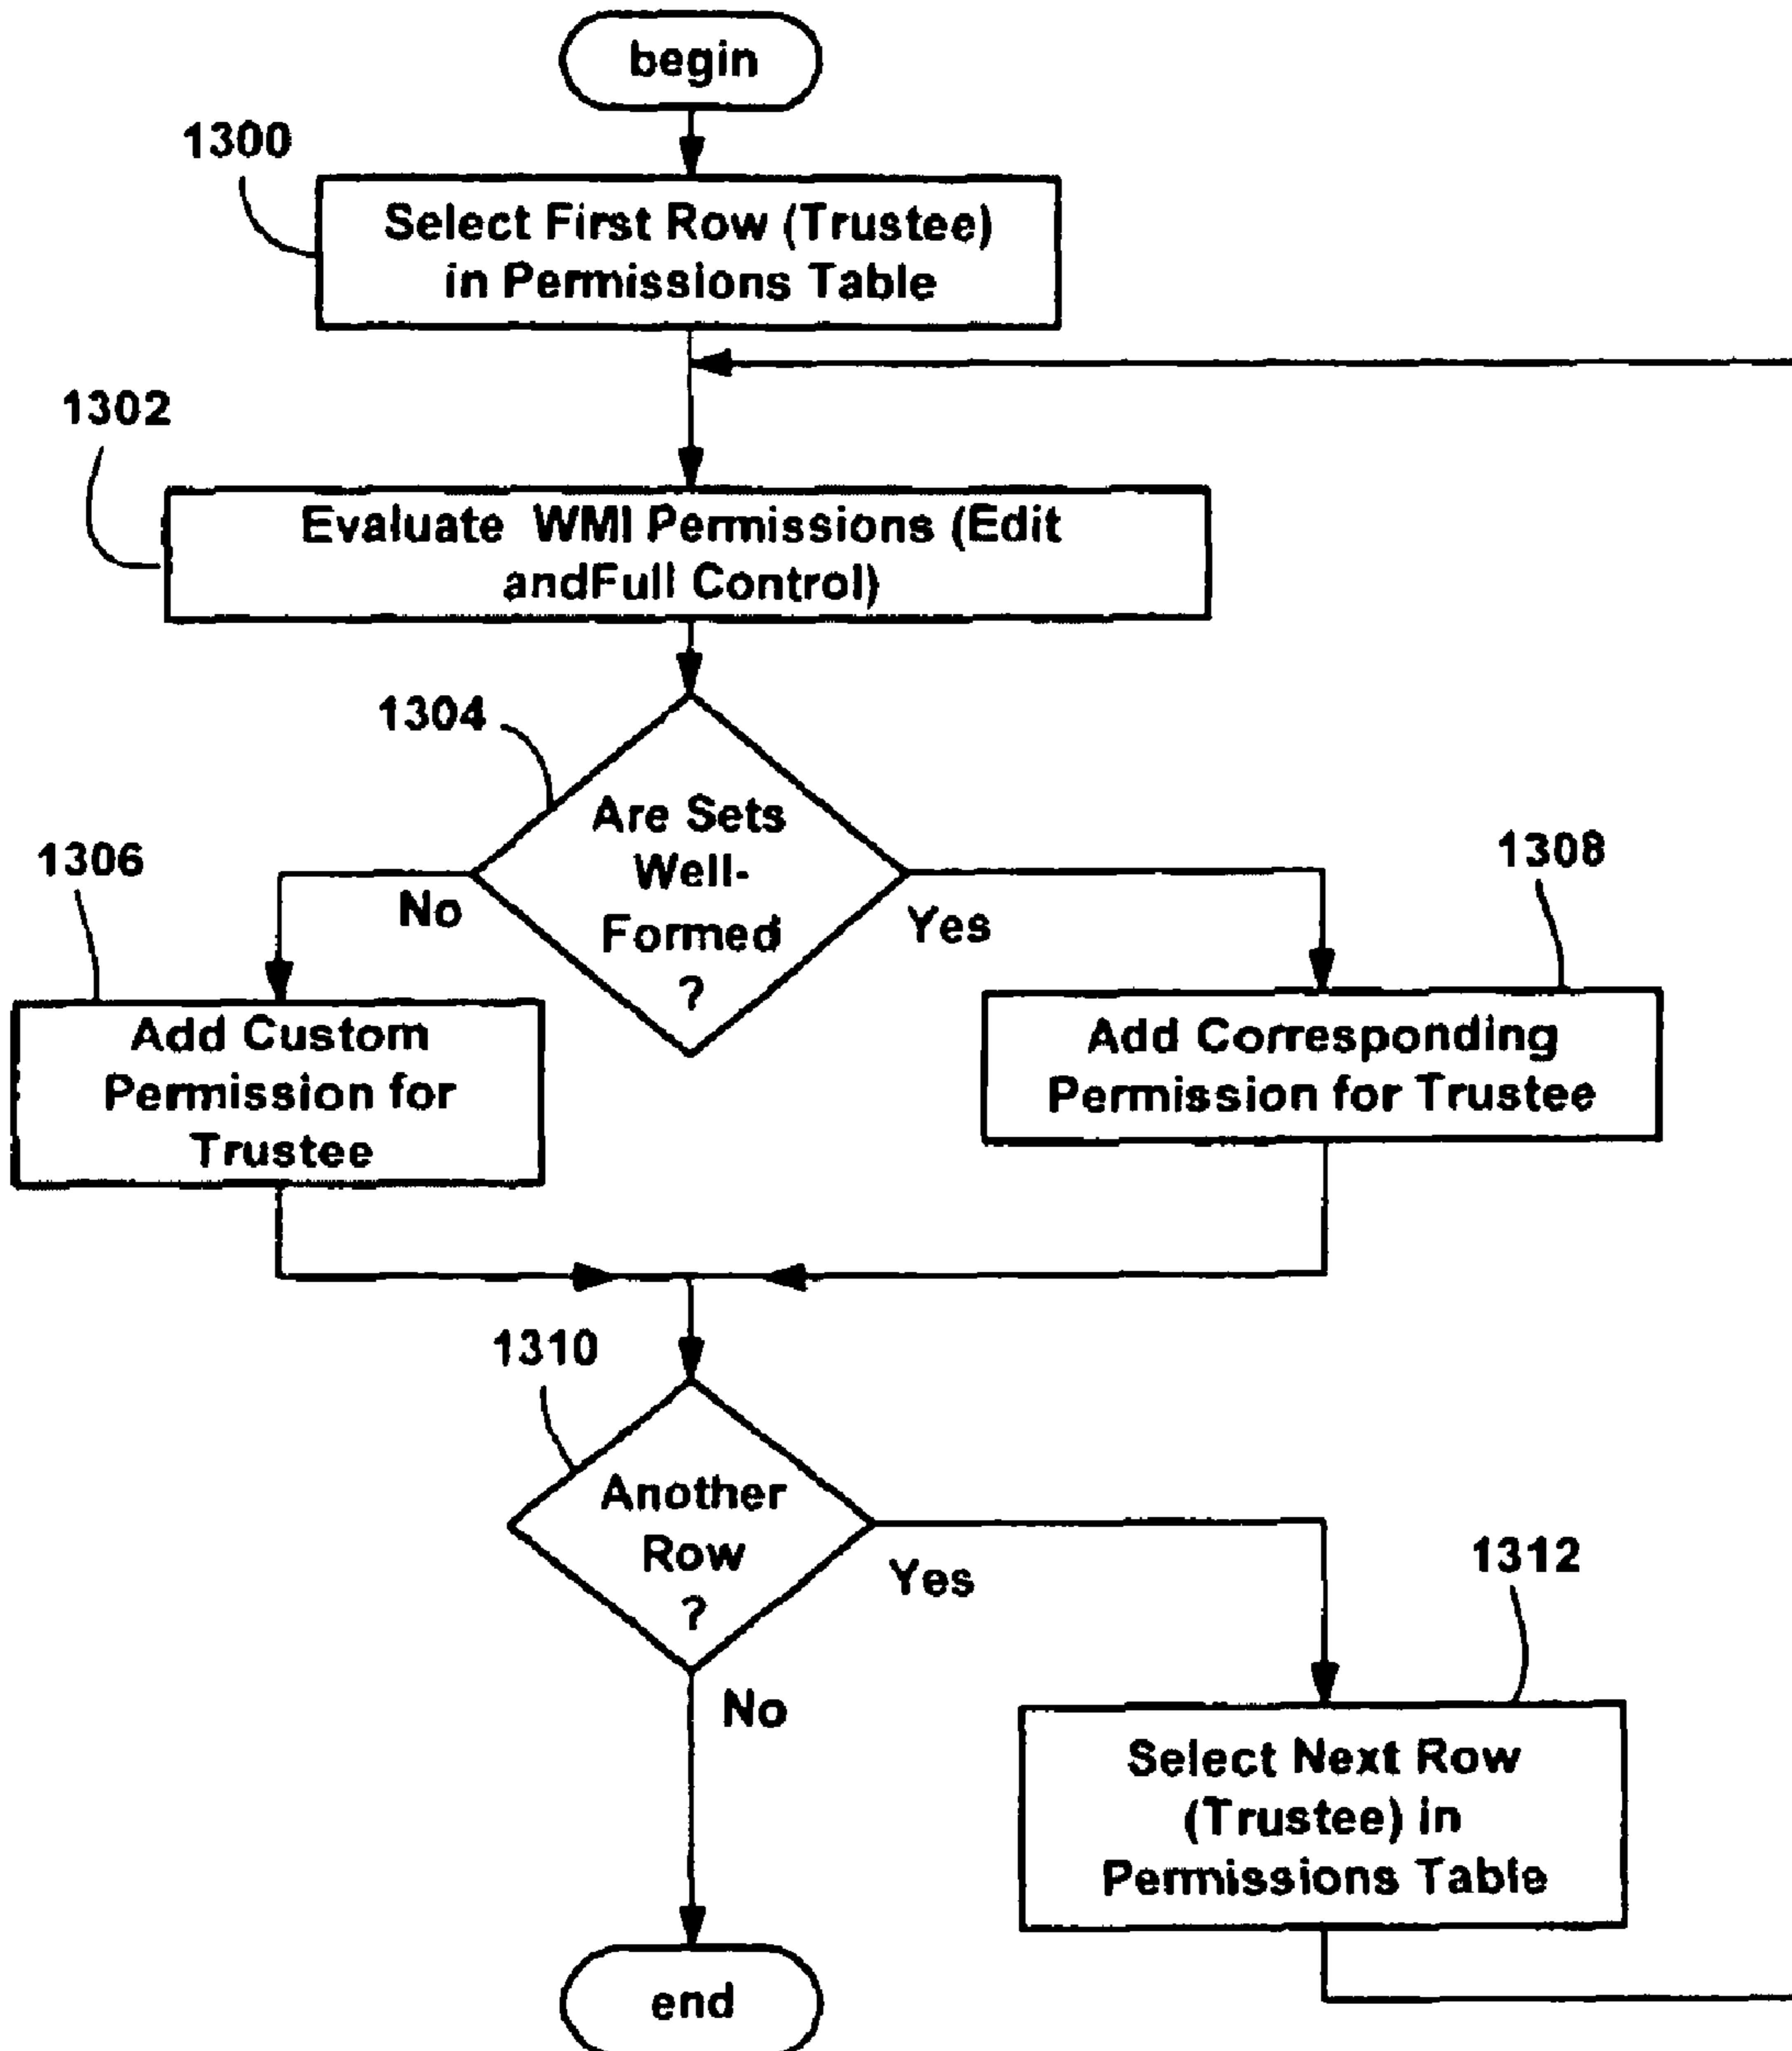 begin
1300
Select First Row (Trustee)
in Permissions Table
1302
Evaluate WMI Permissions (Edit
andFull Control)
1304
Are Sets
Well-
Formed
?
No
Yes
1306
Add Custom
Permission for
Trustee
1308
Add Corresponding
Permission for Trustee
1310
Another
Row
?
Yes
No
1312
Select Next Row
(Trustee) in
Permissions Table
end